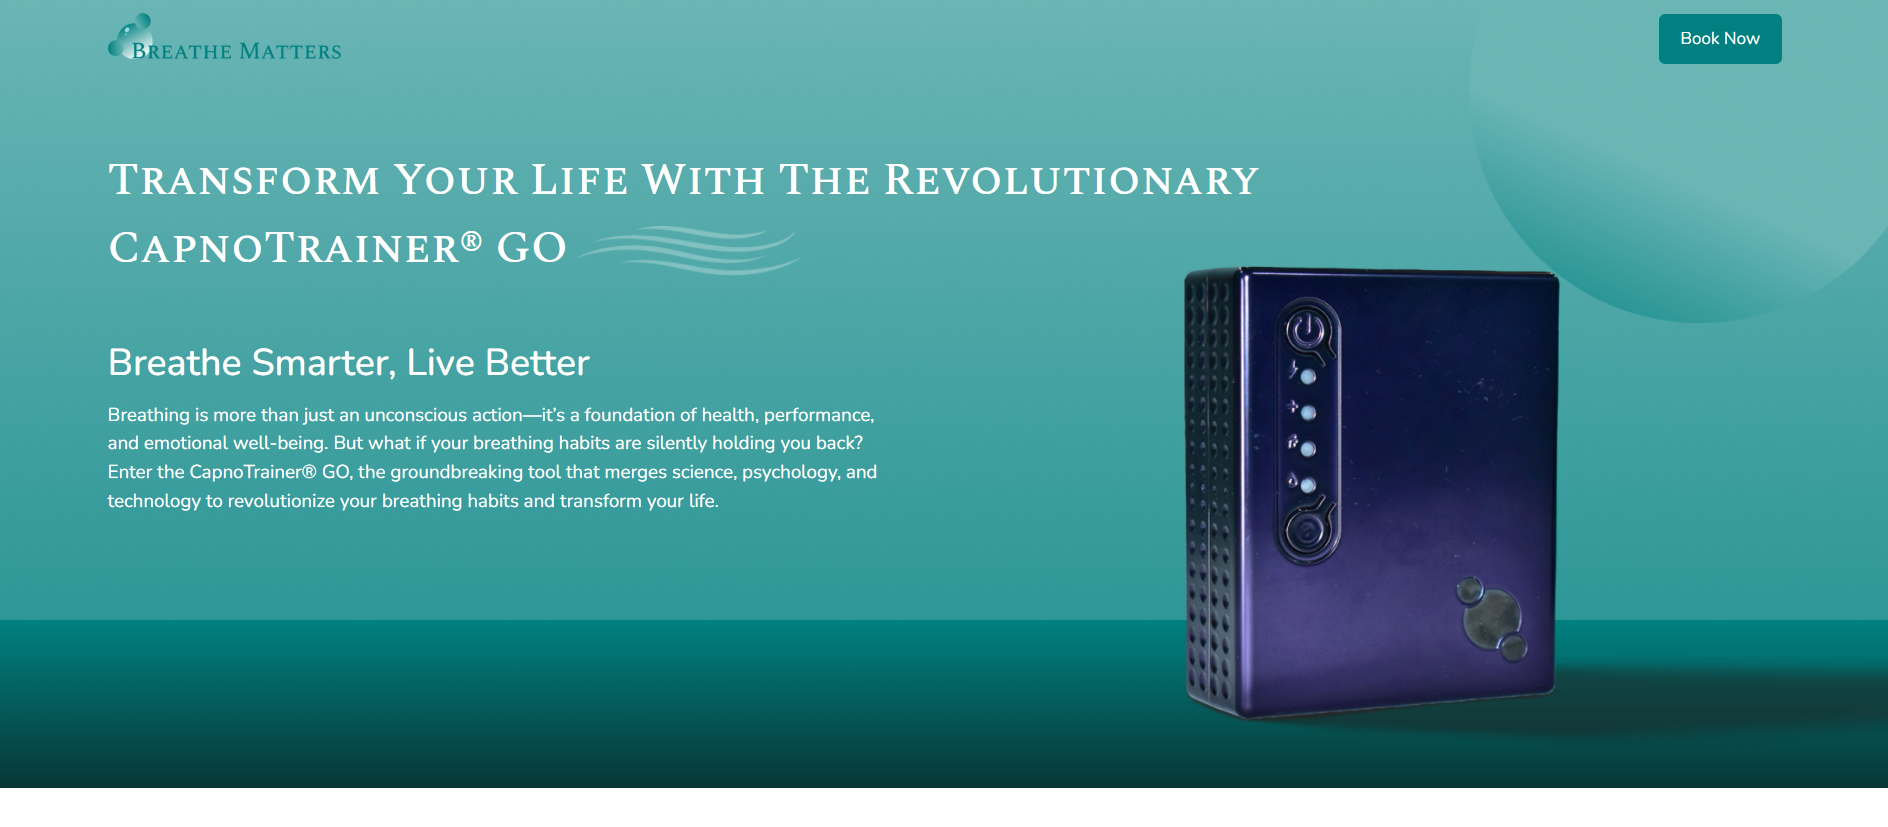 Breathe Matters
Book Now
Transform Your Life With The Revolutionary
CapnoTrainer® GO
Breathe Smarter, Live Better
Breathing is more than just an unconscious action—it’s a foundation of health, performance,
and emotional well-being. But what if your breathing habits are silently holding you back?
Enter the CapnoTrainer® GO, the groundbreaking tool that merges science, psychology, and
technology to revolutionize your breathing habits and transform your life.